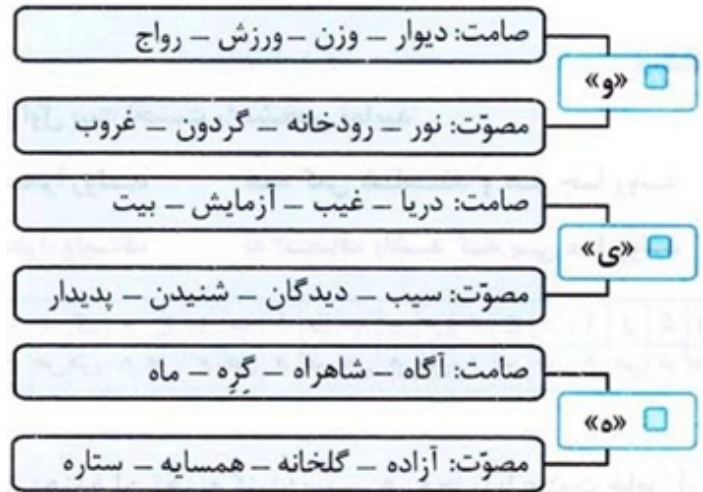 صامت: دیوار – وزن – ورزش – رواج
«و»
مصوّت: نور – رودخانه – گردون – غروب
صامت: دریا – غیب – آزمایش – بیت
«ی»
مصوّت: سیب – دیدگان – شنیدن – پدیدار
صامت: آگاه – شاهراه – گِرِه – ماه
«ه»
مصوّت: آزاده – گلخانه – همسایه – ستاره